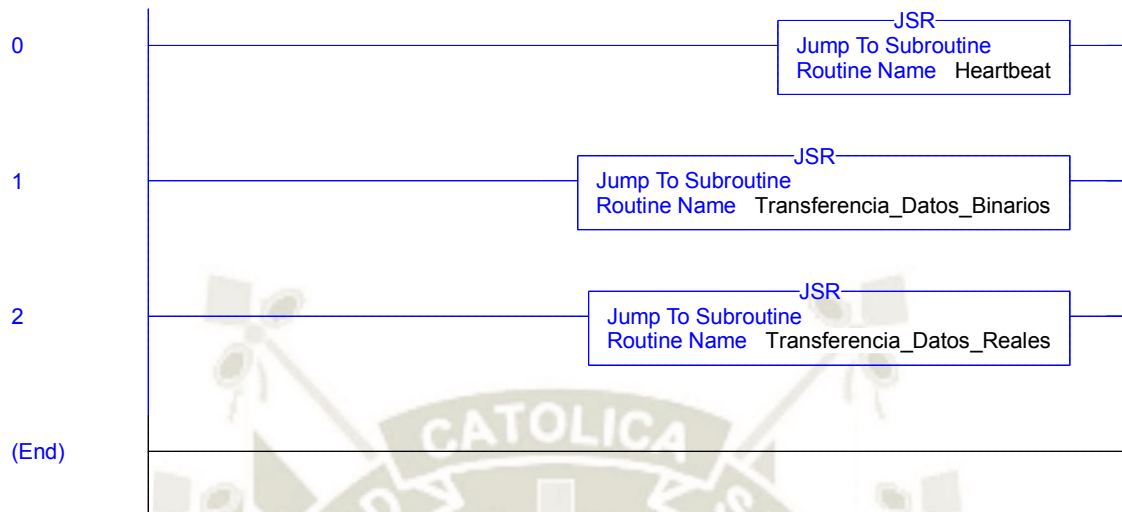 0
JSR
Jump To Subroutine
Routine Name Heartbeat
1
JSR
Jump To Subroutine
Routine Name Transferencia_Datos_Binarios
2
JSR
Jump To Subroutine
Routine Name Transferencia_Datos_Reales
CATOLICA
(End)
D
S